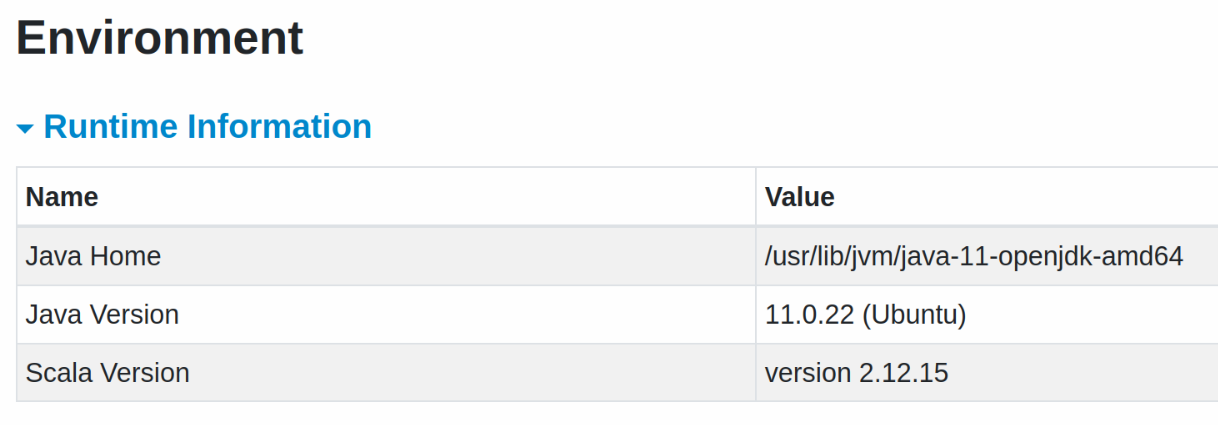 Environment
Runtime Information
Name Value
Java Home /usr/lib/jvm/java-11-openjdk-amd64
Java Version 11.0.22 (Ubuntu)
Scala Version version 2.12.15